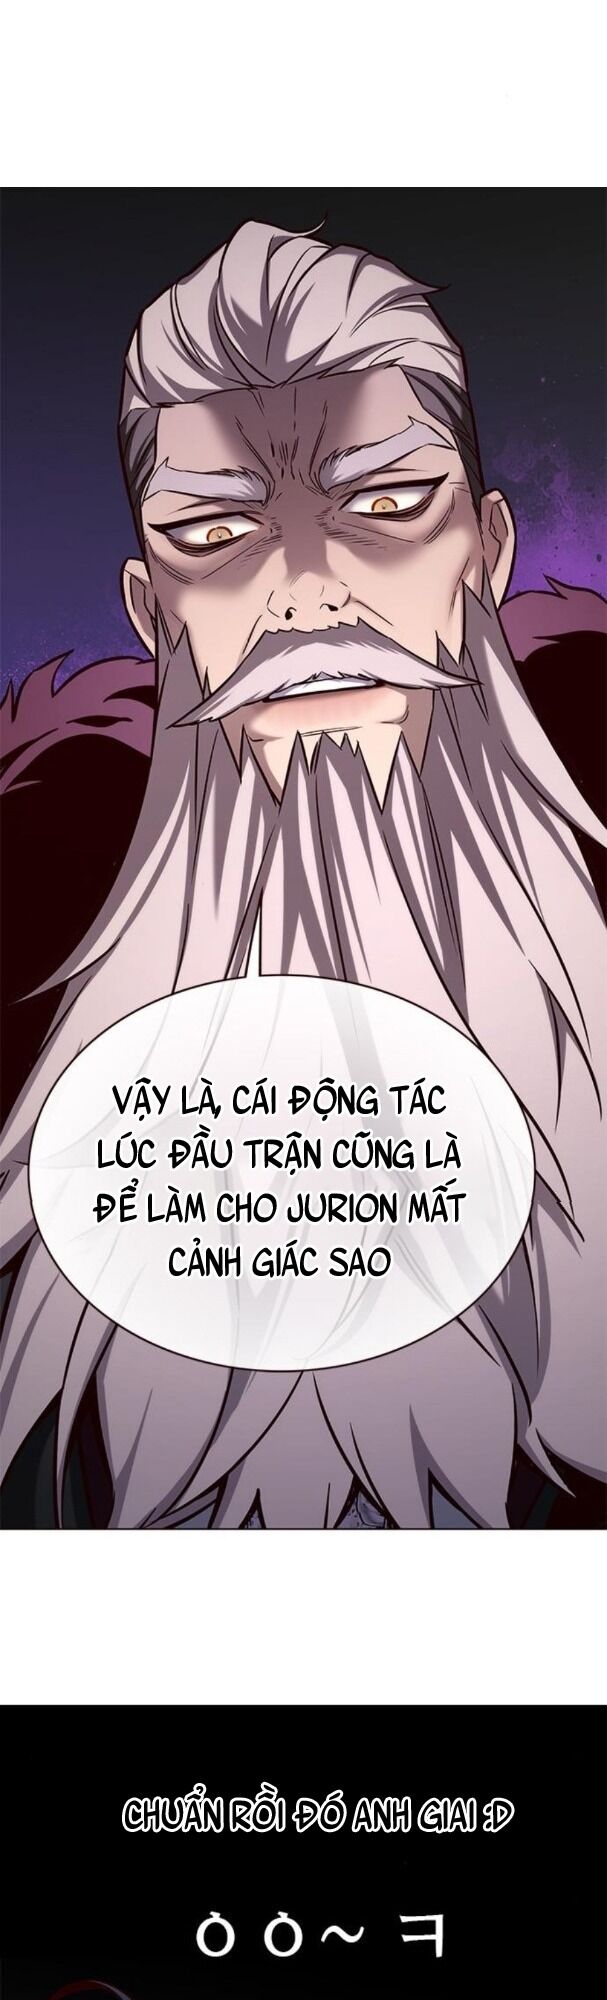 VẬY LÀ, CÁI ĐỘNG TÁC
LÚC ĐẦU TRẬN CŨNG LÀ
ĐỂ LÀM CHO JURION MẤT
CẢNH GIÁC SAO
CHUẨN RỒI ĐÓ ANH GIAI :D
ㅇㅇ~ㅋ